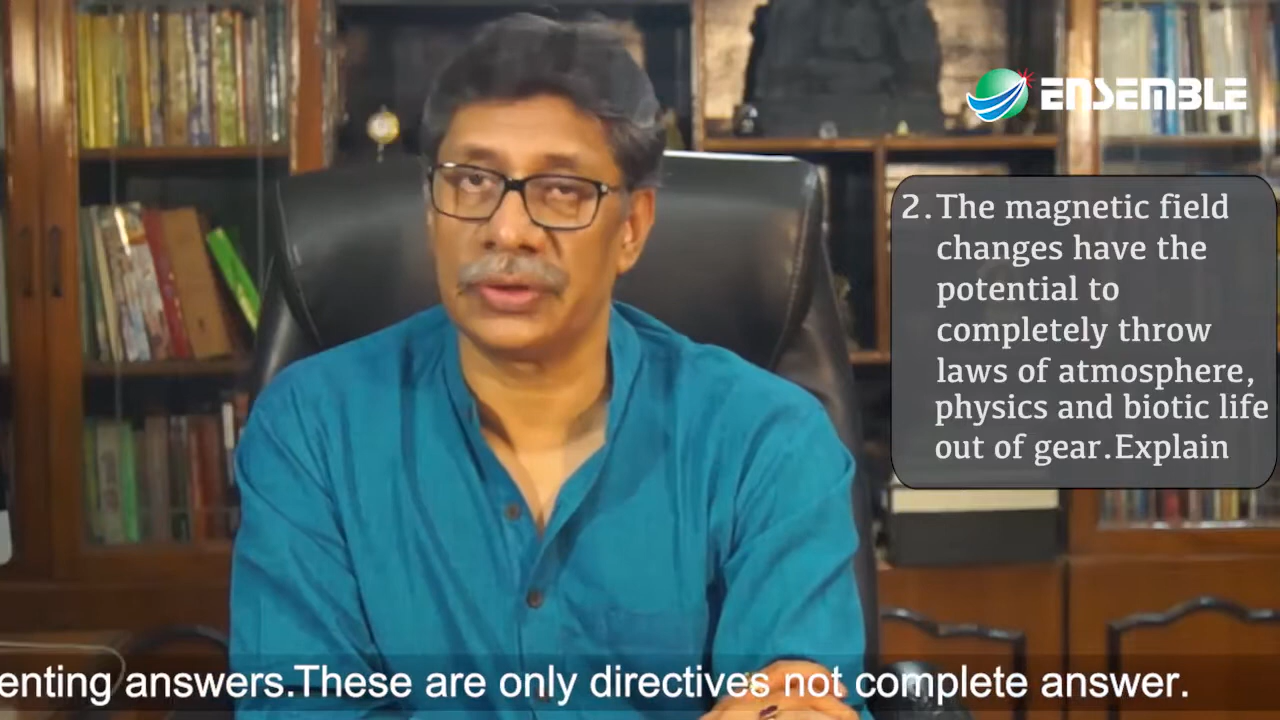 ENSEMBLE
2.The magnetic field
changes have the
potential to
completely throw
laws of atmosphere,
physics and biotic life
out of gear.Explain
enting answers.These are only directives not complete answer.